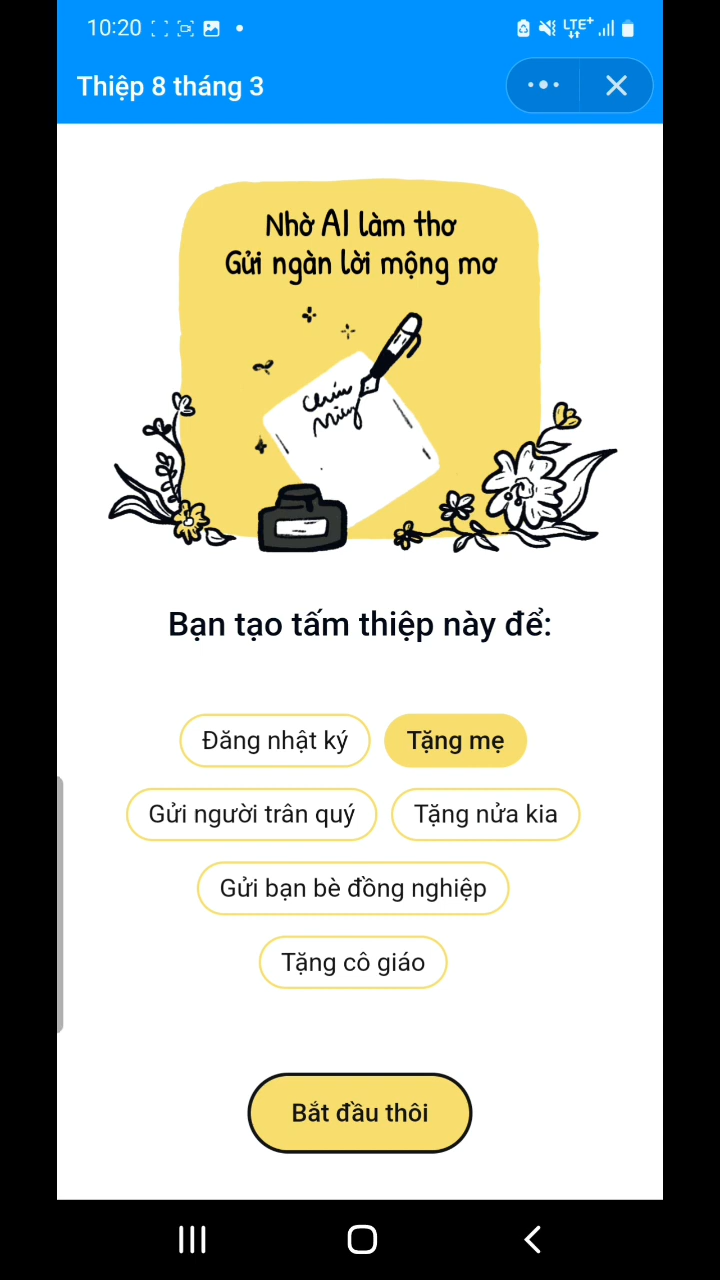 10:20
LTE+
Thiệp 8 tháng 3
Nhờ AI làm thơ
Gửi ngàn lời mộng mơ
Bạn tạo tấm thiệp này để:
Đăng nhật ký Tặng mẹ
Gửi người trân quý Tặng nửa kia
Gửi bạn bè đồng nghiệp
Tặng cô giáo
Bắt đầu thôi